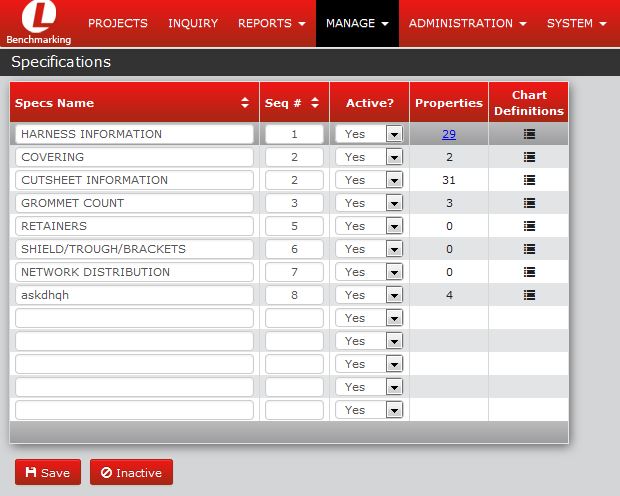 L
Benchmarking
PROJECTS INQUIRY REPORTS MANAGE ADMINISTRATION SYSTEM
Specifications
Specs Name Seq # Active? Properties Chart Definitions
HARNESS INFORMATION 1 Yes 29
COVERING 2 Yes 2
CUTSHEET INFORMATION 2 Yes 31
GROMMET COUNT 3 Yes 3
RETAINERS 5 Yes 0
SHIELD/TROUGH/BRACKETS 6 Yes 0
NETWORK DISTRIBUTION 7 Yes 0
askdhqh 8 Yes 4
Yes
Yes
Yes
Yes
Yes
Save Inactive